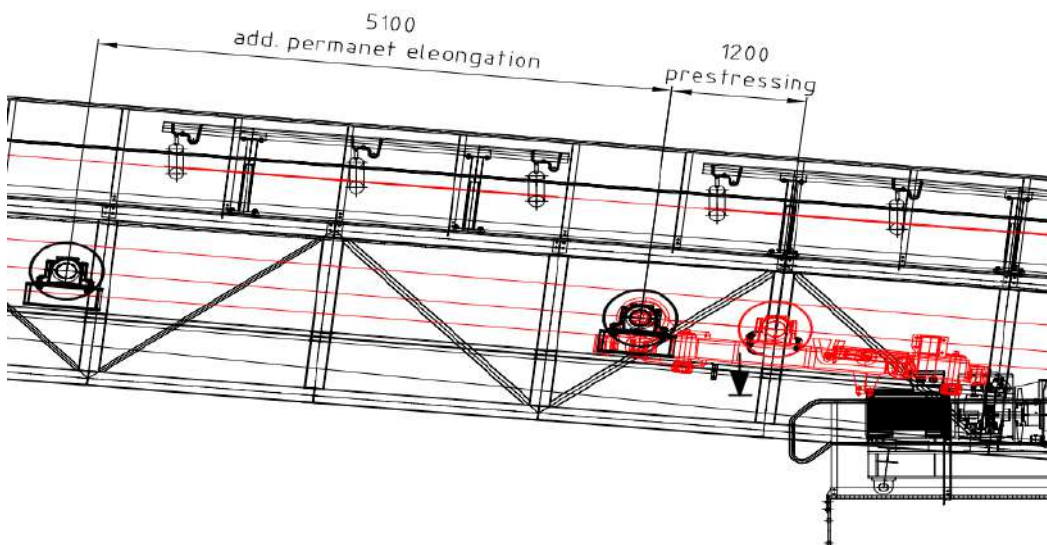 5100
add. permanet eleongation
1200
prestressing